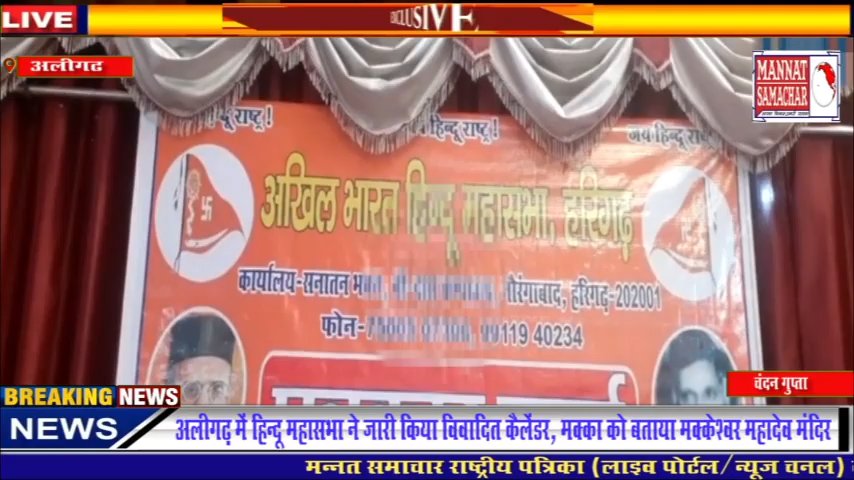 LIVE
EXCLUSIVE
अलीगढ
MANNAT
SAMACHAR
हिन्दू राष्ट्र!
जय हिन्दू
अखिल भारत हिन्दू महासभा, हरिगढ़
कार्यालय-सनातन औरंगाबाद, हरिगढ़-202001
फोन- 40234
चंदन गुप्ता
BREAKING NEWS
NEWS
अलीगढ़ में हिन्दू महासभा ने जारी किया विवादित कैलेंडर, मक्का को बताया मक्केश्वर महादेव मंदिर
मन्नत समाचार राष्ट्रीय पत्रिका (लाइव पोर्टल/न्यूज चनल)